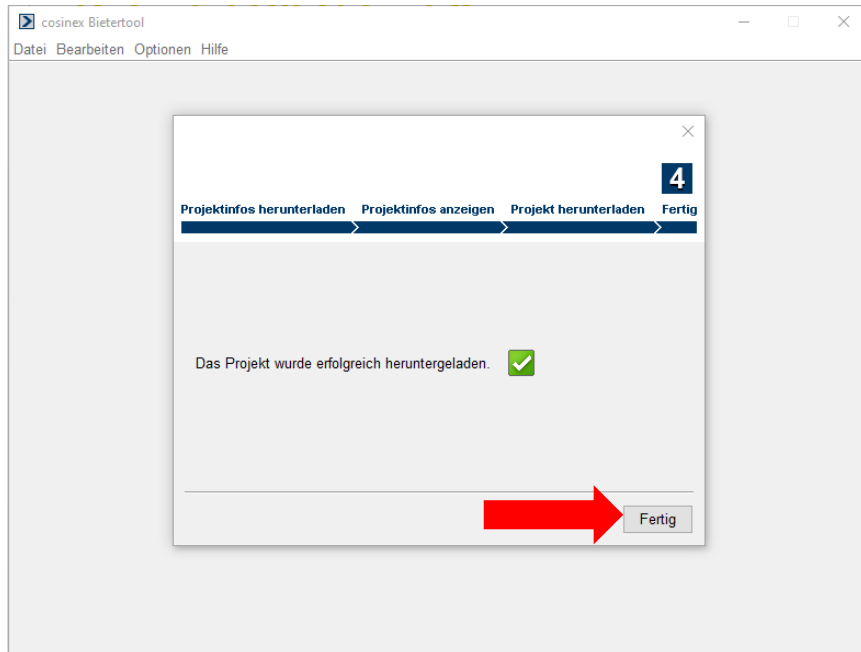 cosinex Bietertool
Datei Bearbeiten Optionen Hilfe
4
Projektinfos herunterladen Projektinfos anzeigen Projekt herunterladen Fertig
Das Projekt wurde erfolgreich heruntergeladen.
Fertig